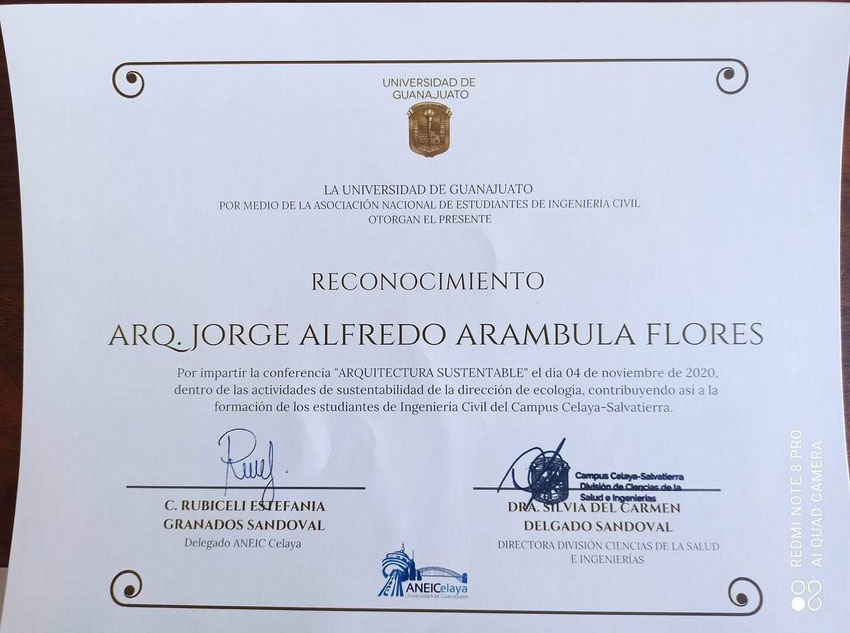 UNIVERSIDAD DE
GUANAJUATO
LA UNIVERSIDAD DE GUANAJUATO
POR MEDIO DE LA ASOCIACIÓN NACIONAL DE ESTUDIANTES DE INGENIERÍA CIVIL
OTORGAN EL PRESENTE
RECONOCIMIENTO
ARQ. JORGE ALFREDO ARAMBULA FLORES
Por impartir la conferencia "ARQUITECTURA SUSTENTABLE" el día 04 de noviembre de 2020,
dentro de las actividades de sustentabilidad de la dirección de ecología, contribuyendo así a la
formación de los estudiantes de Ingeniería Civil del Campus Celaya-Salvatierra.
C. RUBICELI ESTEFANIA
GRANADOS SANDOVAL
Delegado ANEIC Celaya
Campus Celaya-Salvatierra
División de Ciencias de la
Salud e Ingenierías
DRA. SILVIA DEL CARMEN
DELGADO SANDOVAL
DIRECTORA DIVISIÓN CIENCIAS DE LA SALUD
E INGENIERÍAS
ANEICelaya
Universidad de Guanajuato
REDMI NOTE 8 PRO
AI QUAD CAMERA